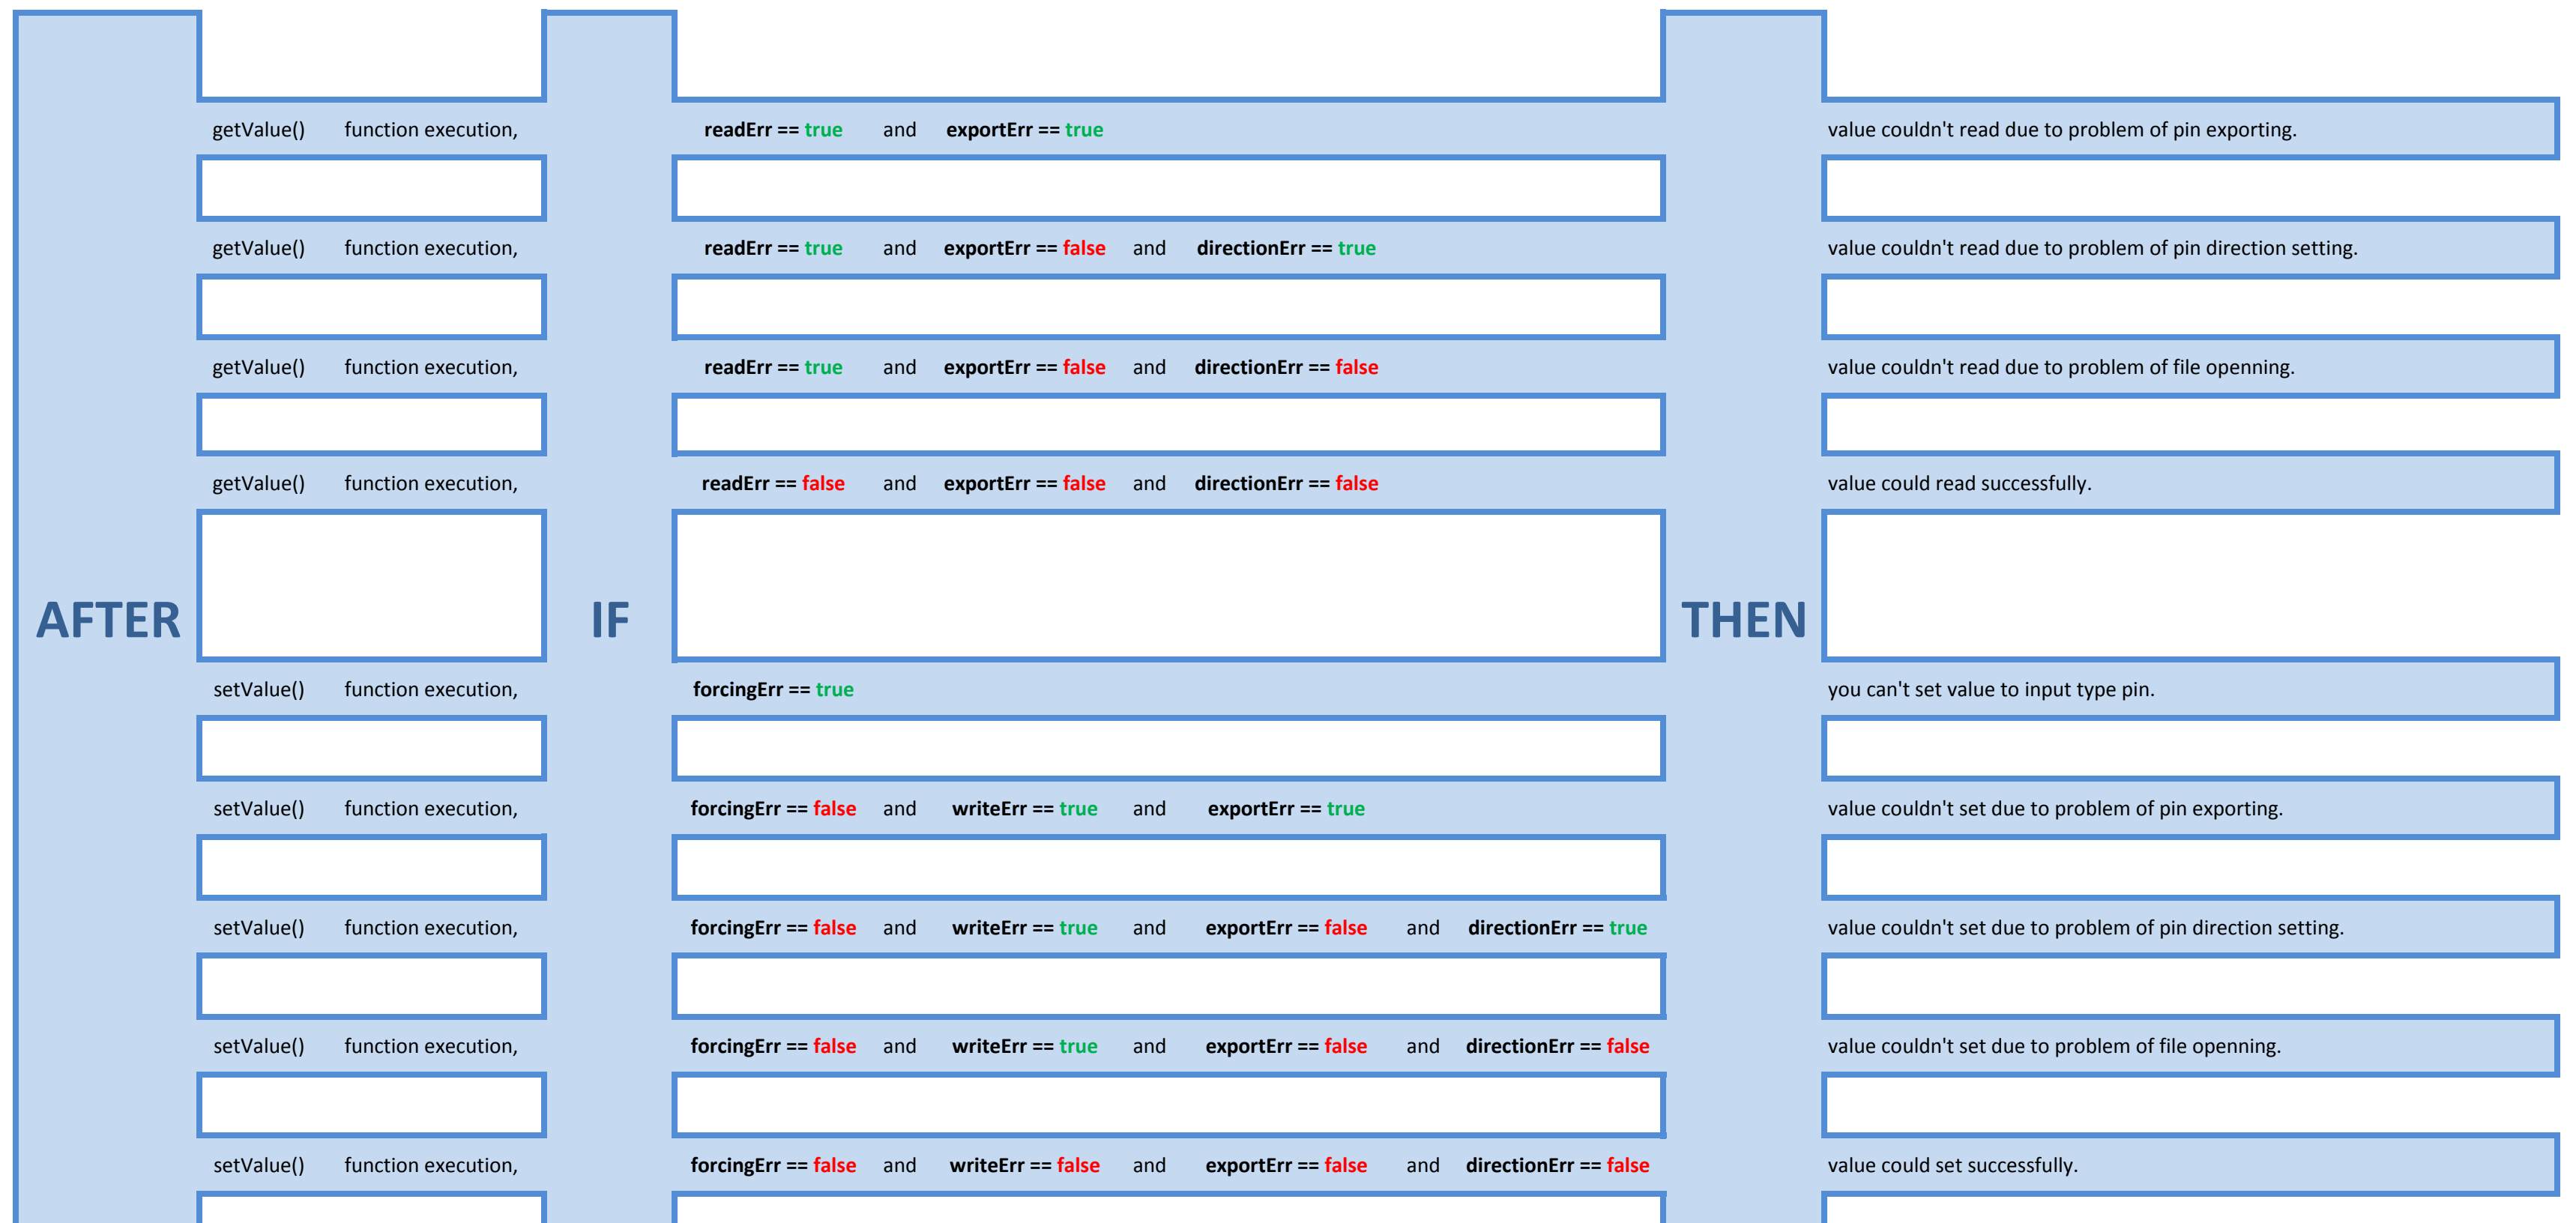 getValue() function execution, readErr == true and exportErr == true value couldn't read due to problem of pin exporting.
getValue() function execution, readErr == true and exportErr == false and directionErr == true value couldn't read due to problem of pin direction setting.
getValue() function execution, readErr == true and exportErr == false and directionErr == false value couldn't read due to problem of file openning.
getValue() function execution, readErr == false and exportErr == false and directionErr == false value could read successfully.
AFTER IF THEN
setValue() function execution, forcingErr == true you can't set value to input type pin.
setValue() function execution, forcingErr == false and writeErr == true and exportErr == true value couldn't set due to problem of pin exporting.
setValue() function execution, forcingErr == false and writeErr == true and exportErr == false and directionErr == true value couldn't set due to problem of pin direction setting.
setValue() function execution, forcingErr == false and writeErr == true and exportErr == false and directionErr == false value couldn't set due to problem of file openning.
setValue() function execution, forcingErr == false and writeErr == false and exportErr == false and directionErr == false value could set successfully.